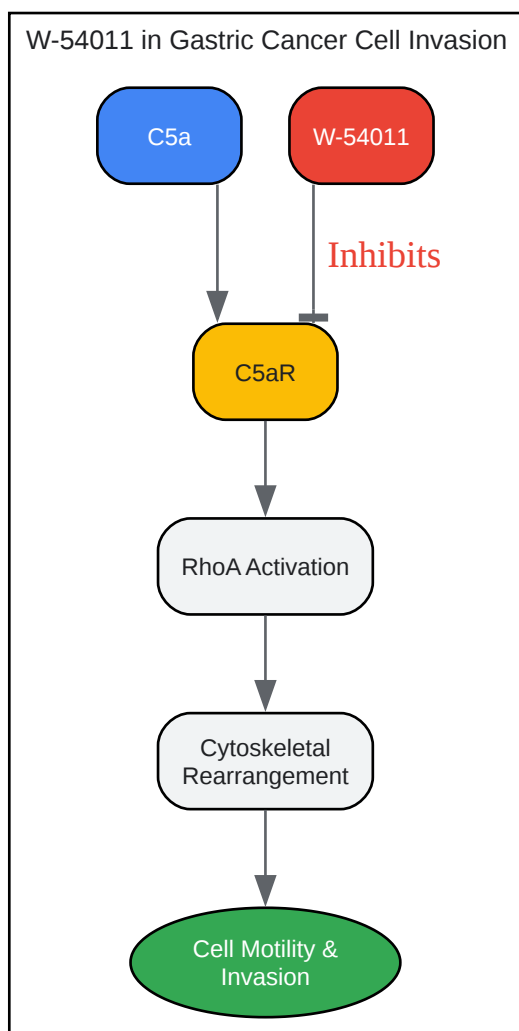 W-54011 in Gastric Cancer Cell Invasion
C5a
W-54011
Inhibits
C5aR
RhoA Activation
Cytoskeletal
Rearrangement
Cell Motility &
Invasion